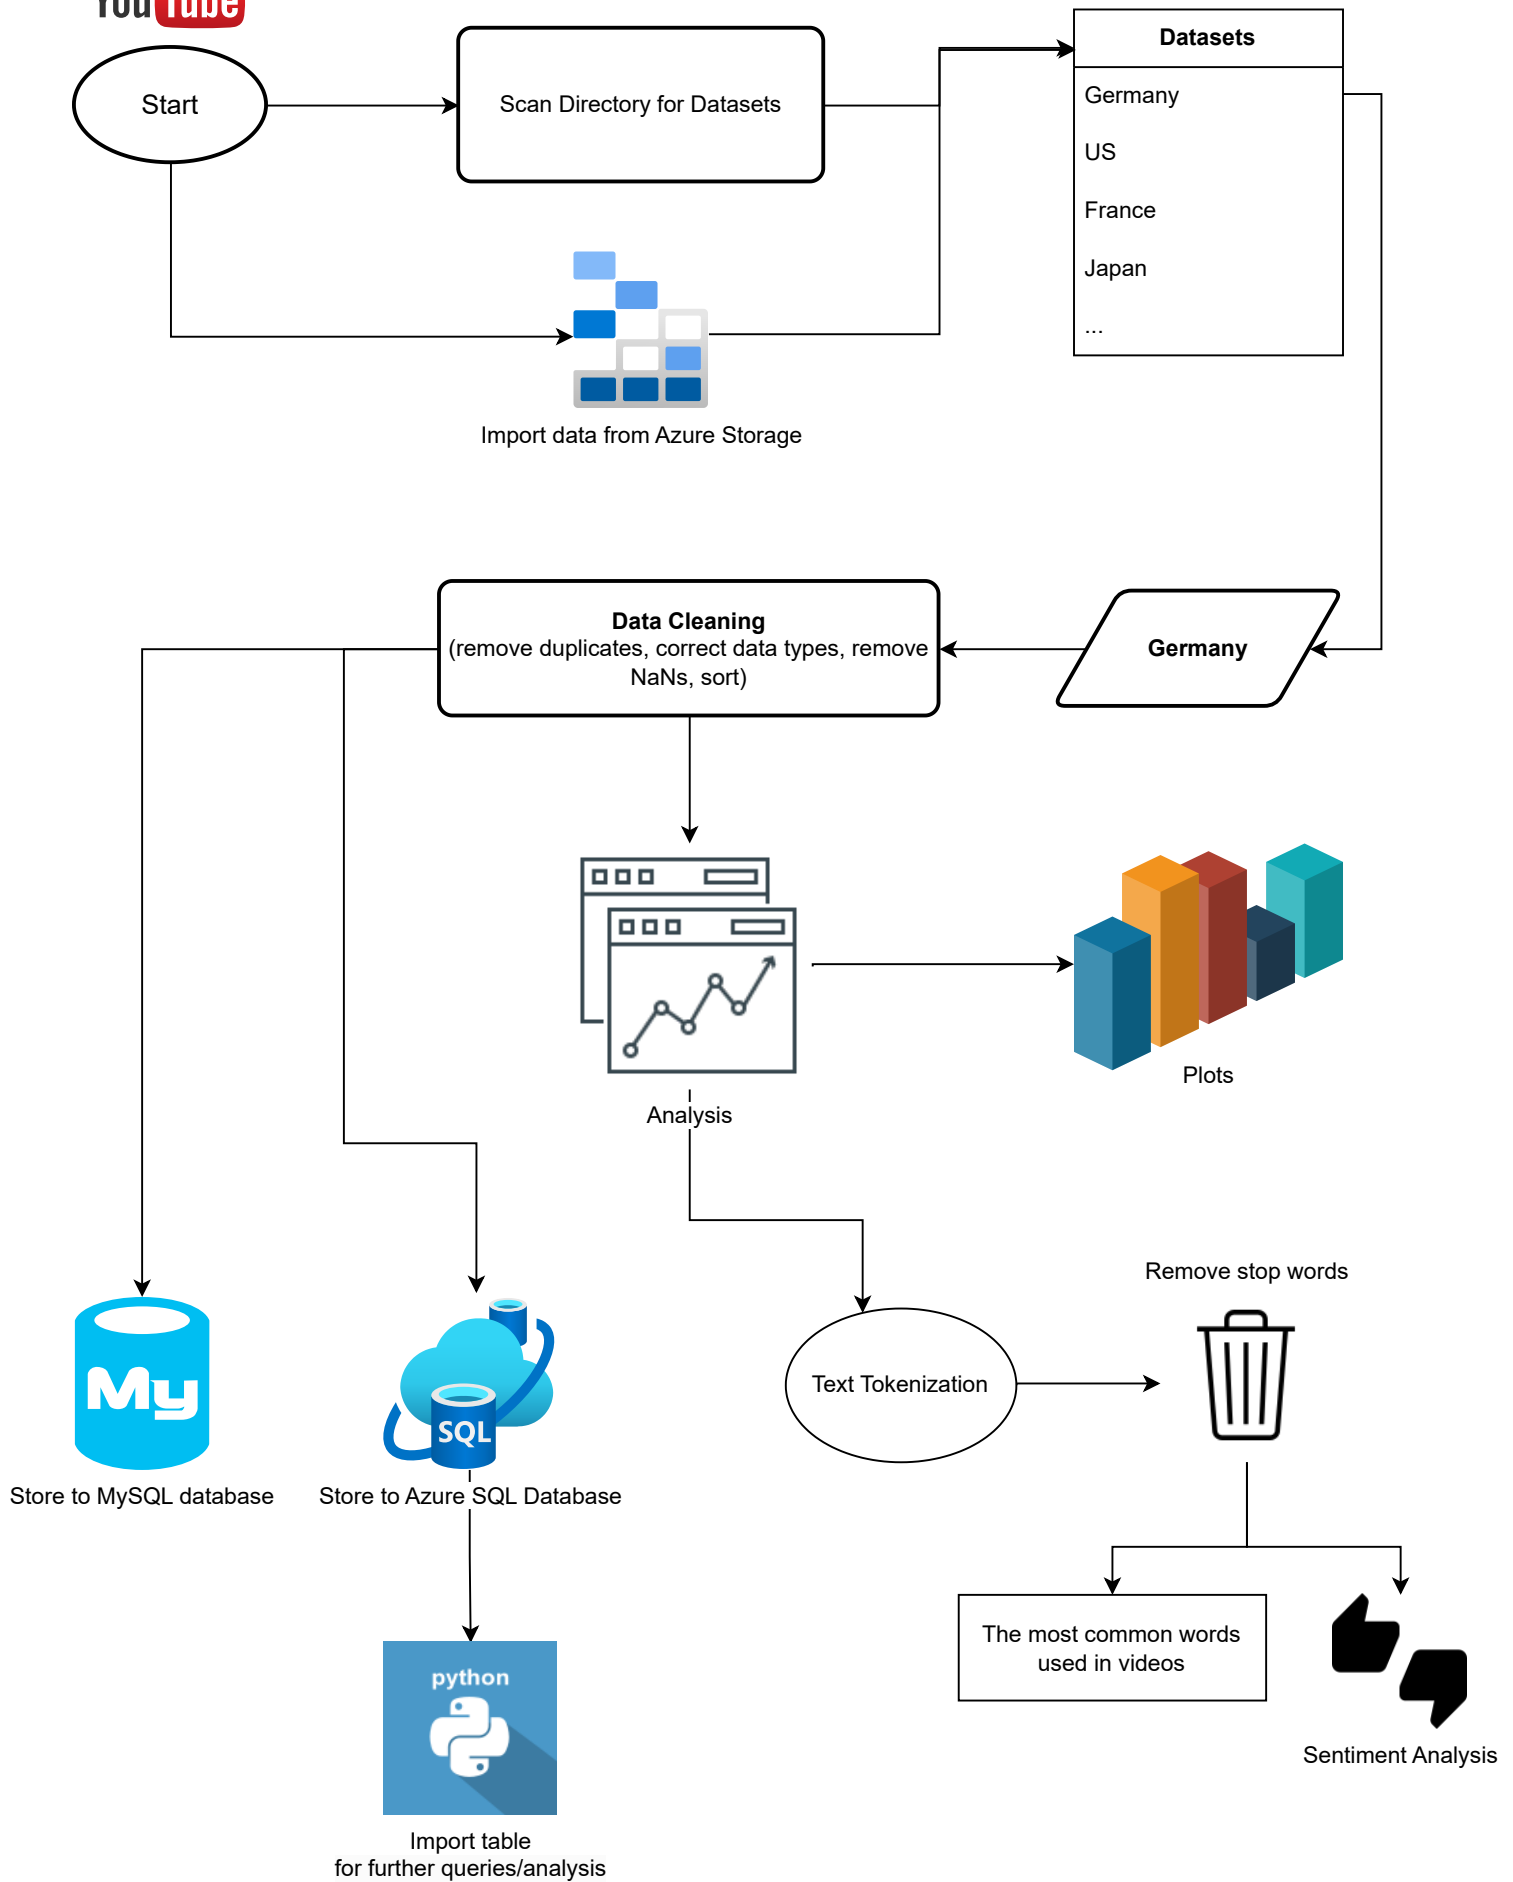 YouTube
Start
Scan Directory for Datasets
Datasets
Germany
US
France
Japan
...
Import data from Azure Storage
Data Cleaning
(remove duplicates, correct data types, remove
NaNs, sort)
Germany
Analysis
Plots
Remove stop words
Text Tokenization
My
SQL
Store to MySQL database
Store to Azure SQL Database
The most common words
used in videos
Sentiment Analysis
python
Import table
for further queries/analysis